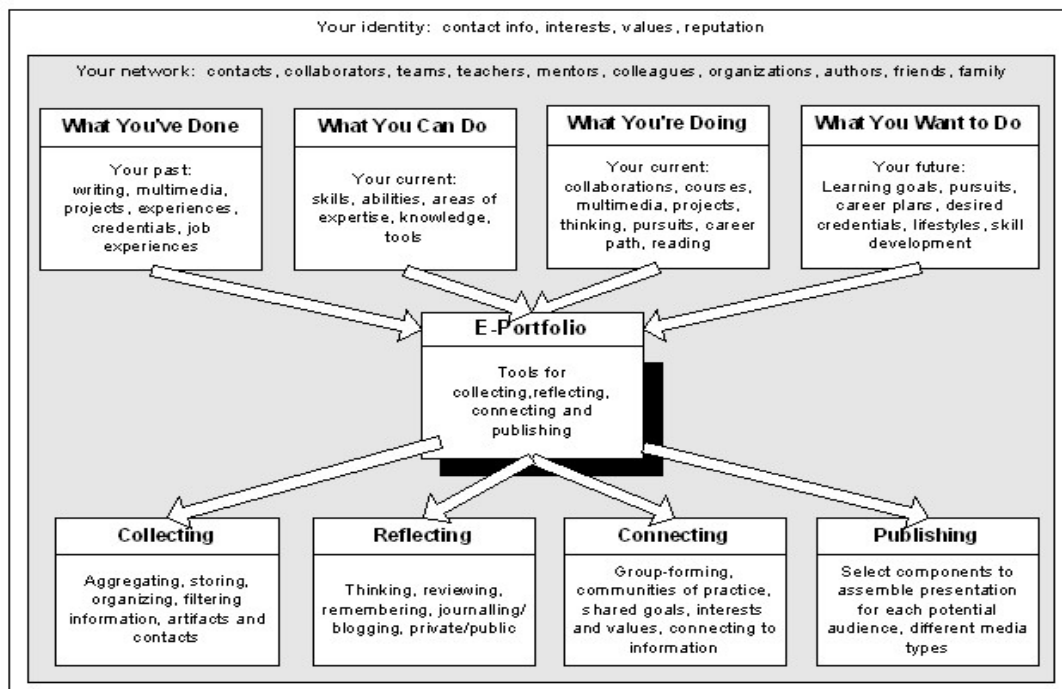 Your identity: contact info, interests, values, reputation
Your network: contacts, collaborators, teams, teachers, mentors, colleagues, organizations, authors, friends, family
What You've Done
Your past:
writing, multimedia,
projects, experiences,
credentials, job
experiences
What You Can Do
Your current:
skills, abilities, areas
of expertise, knowledge,
tools
What You're Doing
Your current:
collaborations, courses,
multimedia, projects,
thinking, pursuits, career
path, reading
What You Want to Do
Your future:
Learning goals, pursuits,
career plans, desired
credentials, lifestyles, skill
development
E-Portfolio
Tools for
collecting,reflecting,
connecting and
publishing
Collecting
Aggregating, storing,
organizing, filtering
information, artifacts and
contacts
Reflecting
Thinking, reviewing,
remembering, journalling/
blogging, private/public
Connecting
Group-forming,
communities of practice,
shared goals, interests
and values, connecting to
information
Publishing
Select components to
assemble presentation
for each potential
audience, different media
types